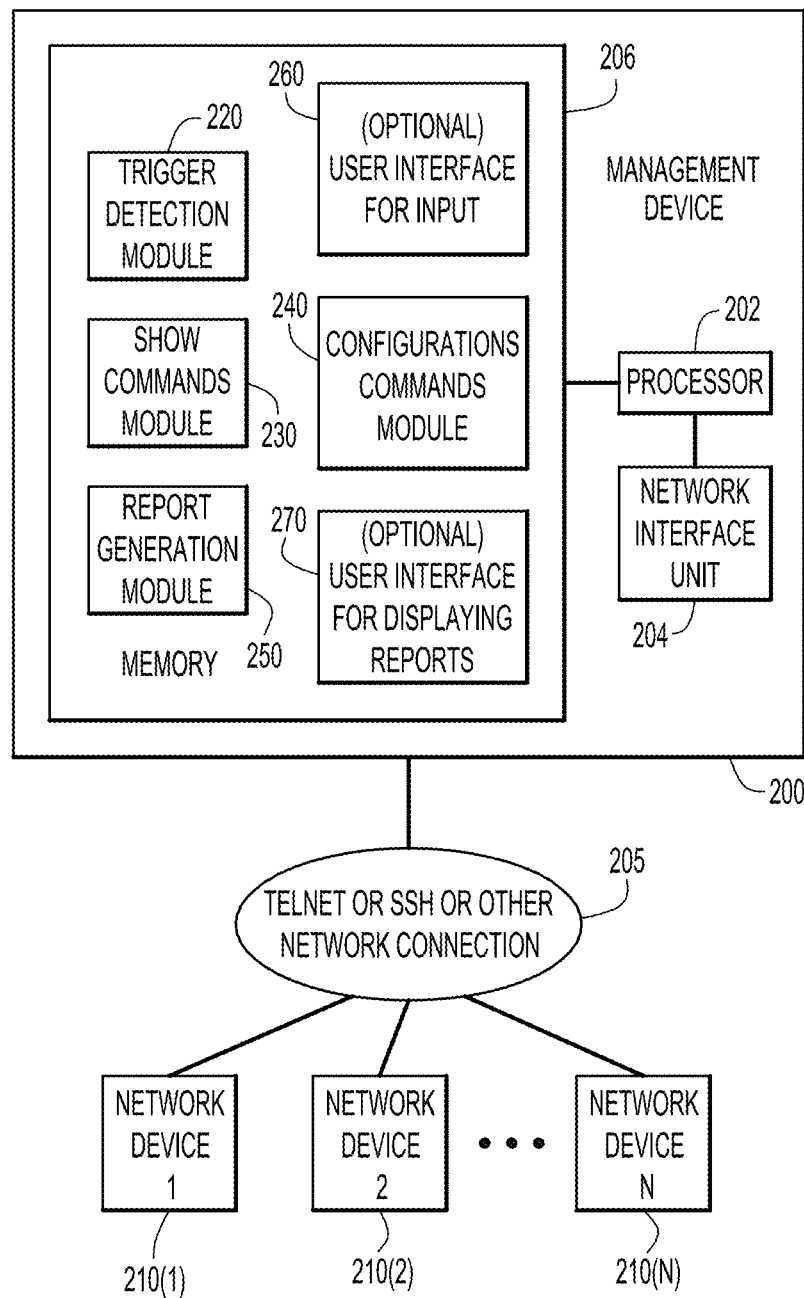 206
260
(OPTIONAL)
USER INTERFACE
FOR INPUT
220
TRIGGER
DETECTION
MODULE
MANAGEMENT
DEVICE
240
CONFIGURATIONS
COMMANDS
MODULE
202
PROCESSOR
SHOW
COMMANDS
MODULE
230
NETWORK
INTERFACE
UNIT
204
REPORT
GENERATION
MODULE
250
270
(OPTIONAL)
USER INTERFACE
FOR DISPLAYING
REPORTS
MEMORY
200
205
TELNET OR SSH OR OTHER
NETWORK CONNECTION
NETWORK
DEVICE
1
NETWORK
DEVICE
2
NETWORK
DEVICE
N
210(1)
210(2)
210(N)